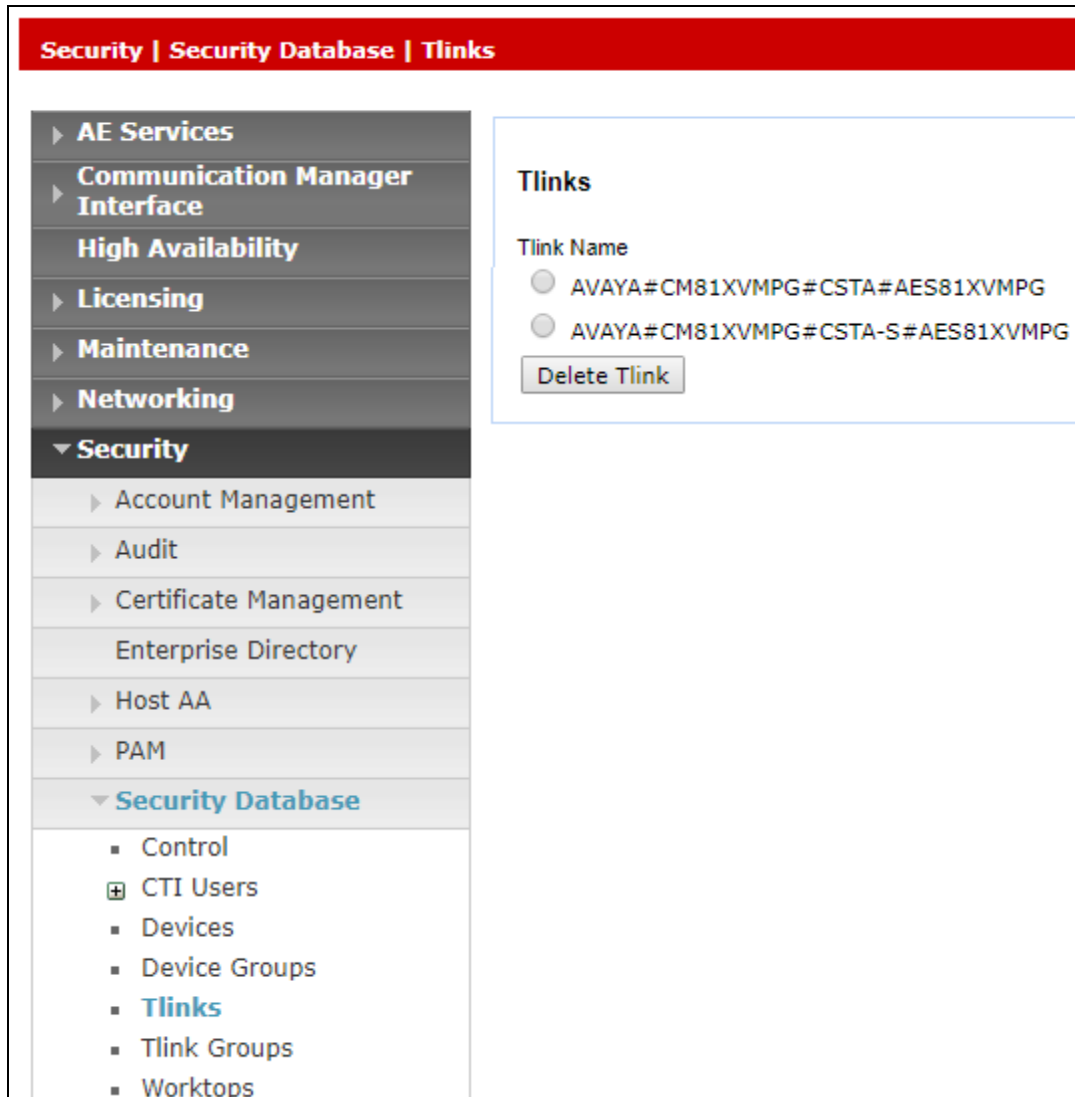 Security | Security Database | Tlinks
AE Services
Communication Manager
Interface
High Availability
Licensing
Maintenance
Networking
Security
Account Management
Audit
Certificate Management
Enterprise Directory
Host AA
PAM
Security Database
Control
CTI Users
Devices
Device Groups
Tlinks
Tlink Groups
Worktops
Tlinks
Tlink Name
AVAYA#CM81XVMPG#CSTA#AES81XVMPG
AVAYA#CM81XVMPG#CSTA-S#AES81XVMPG
Delete Tlink